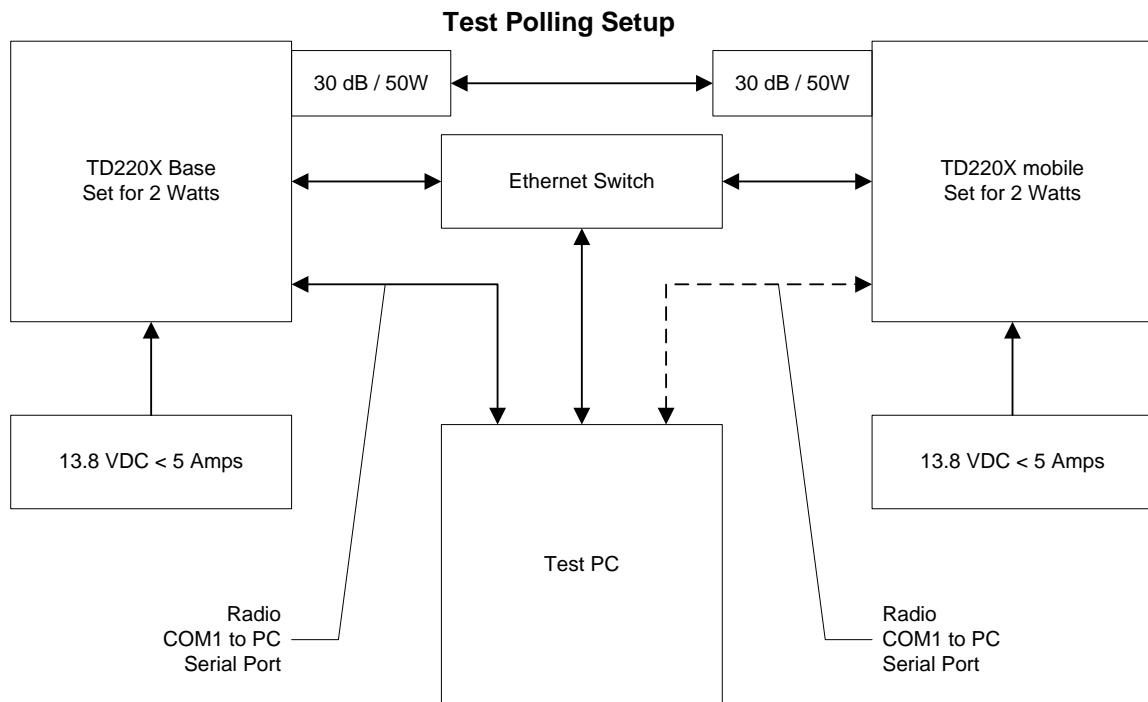 Test Polling Setup
30 dB / 50W
30 dB / 50W
TD220X Base
Set for 2 Watts
Ethernet Switch
TD220X mobile
Set for 2 Watts
13.8 VDC < 5 Amps
13.8 VDC < 5 Amps
Test PC
Radio
COM1 to PC
Serial Port
Radio
COM1 to PC
Serial Port